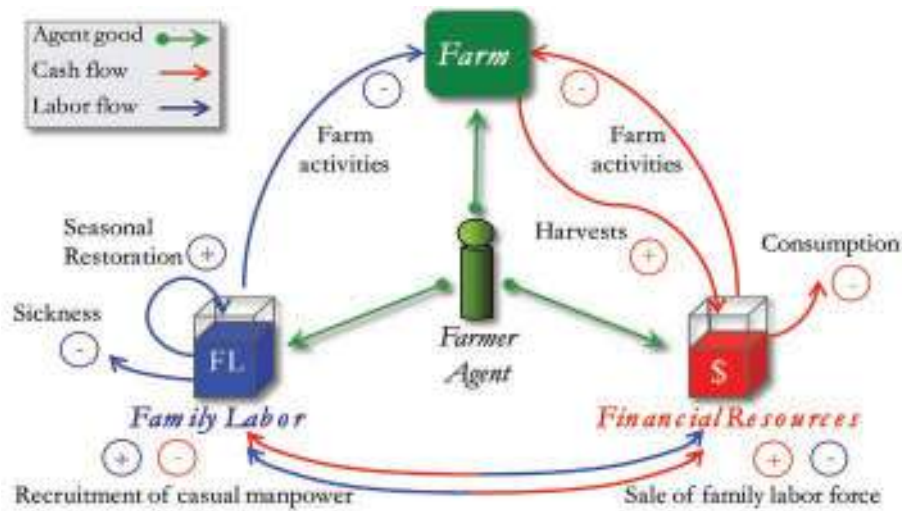 Agent good
Cash flow
Labor flow
Farm
-
-
Farm
activities
Farm
activities
Seasonal
Restoration
+
Harvests
+
Consumption
-
Sickness
-
FL
Farmer
Agent
$
Family Labor
Financial Resources
+
-
+
-
Recruitment of casual manpower
Sale of family labor force